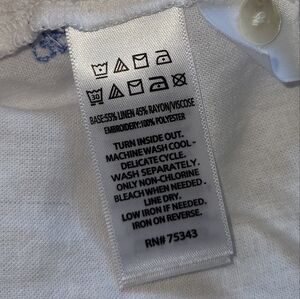 30
BASE:55% LINEN 45% RAYON/VISCOSE
EMBROIDERY:100% POLYESTER
TURN INSIDE OUT.
MACHINE WASH COOL -
DELICATE CYCLE.
WASH SEPARATELY.
ONLY NON-CHLORINE
BLEACH WHEN NEEDED.
LINE DRY.
LOW IRON IF NEEDED.
IRON ON REVERSE.
RN# 75343